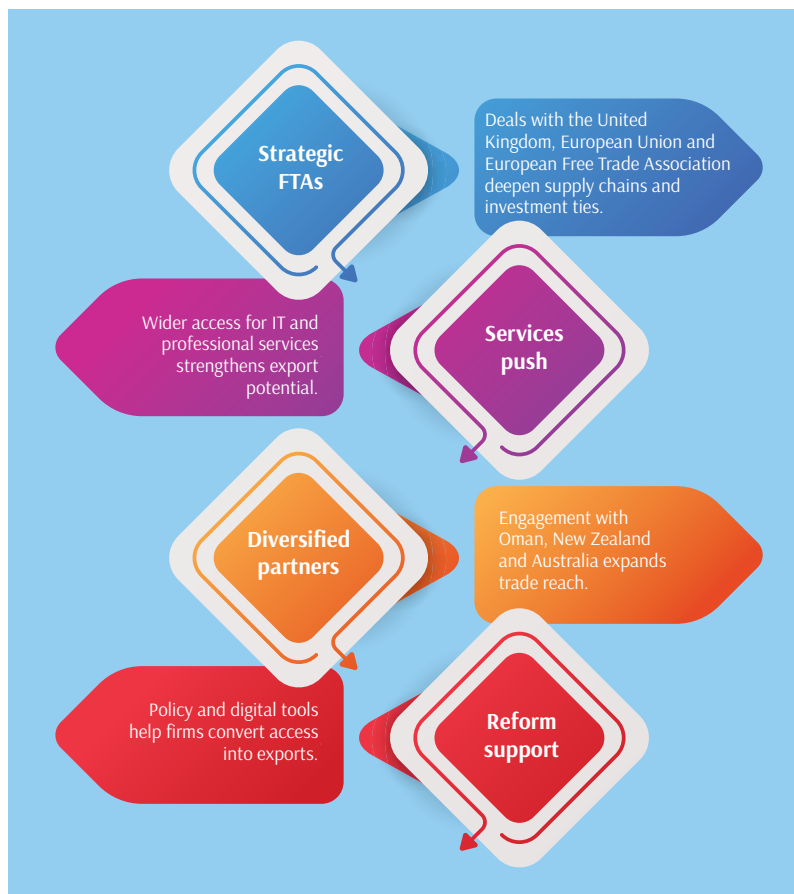 Strategic
FTAs
Deals with the United
Kingdom, European Union and
European Free Trade Association
deepen supply chains and
investment ties.
Services
push
Wider access for IT and
professional services
strengthens export
potential.
Diversified
partners
Engagement with
Oman, New Zealand
and Australia expands
trade reach.
Reform
support
Policy and digital tools
help firms convert access
into exports.